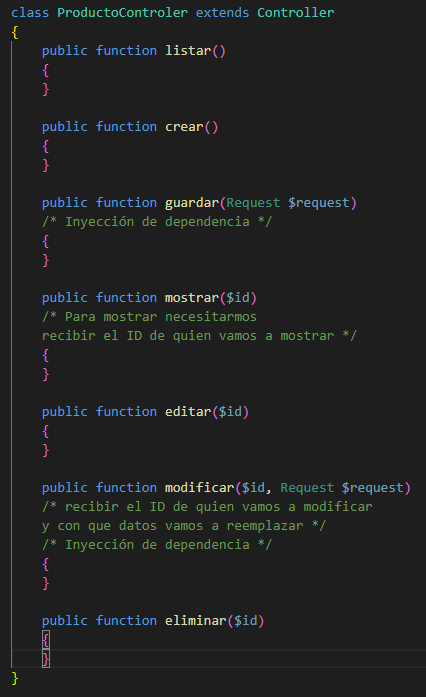 class ProductoControler extends Controller
{
    public function listar()
    {
    }

    public function crear()
    {
    }

    public function guardar(Request $request)
    /* Inyección de dependencia */
    {
    }

    public function mostrar($id)
    /* Para mostrar necesitarmos
    recibir el ID de quien vamos a mostrar */
    {
    }

    public function editar($id)
    {
    }

    public function modificar($id, Request $request)
    /* recibir el ID de quien vamos a modificar
    y con que datos vamos a reemplazar */
    /* Inyección de dependencia */
    {
    }

    public function eliminar($id)
    {
    }
}